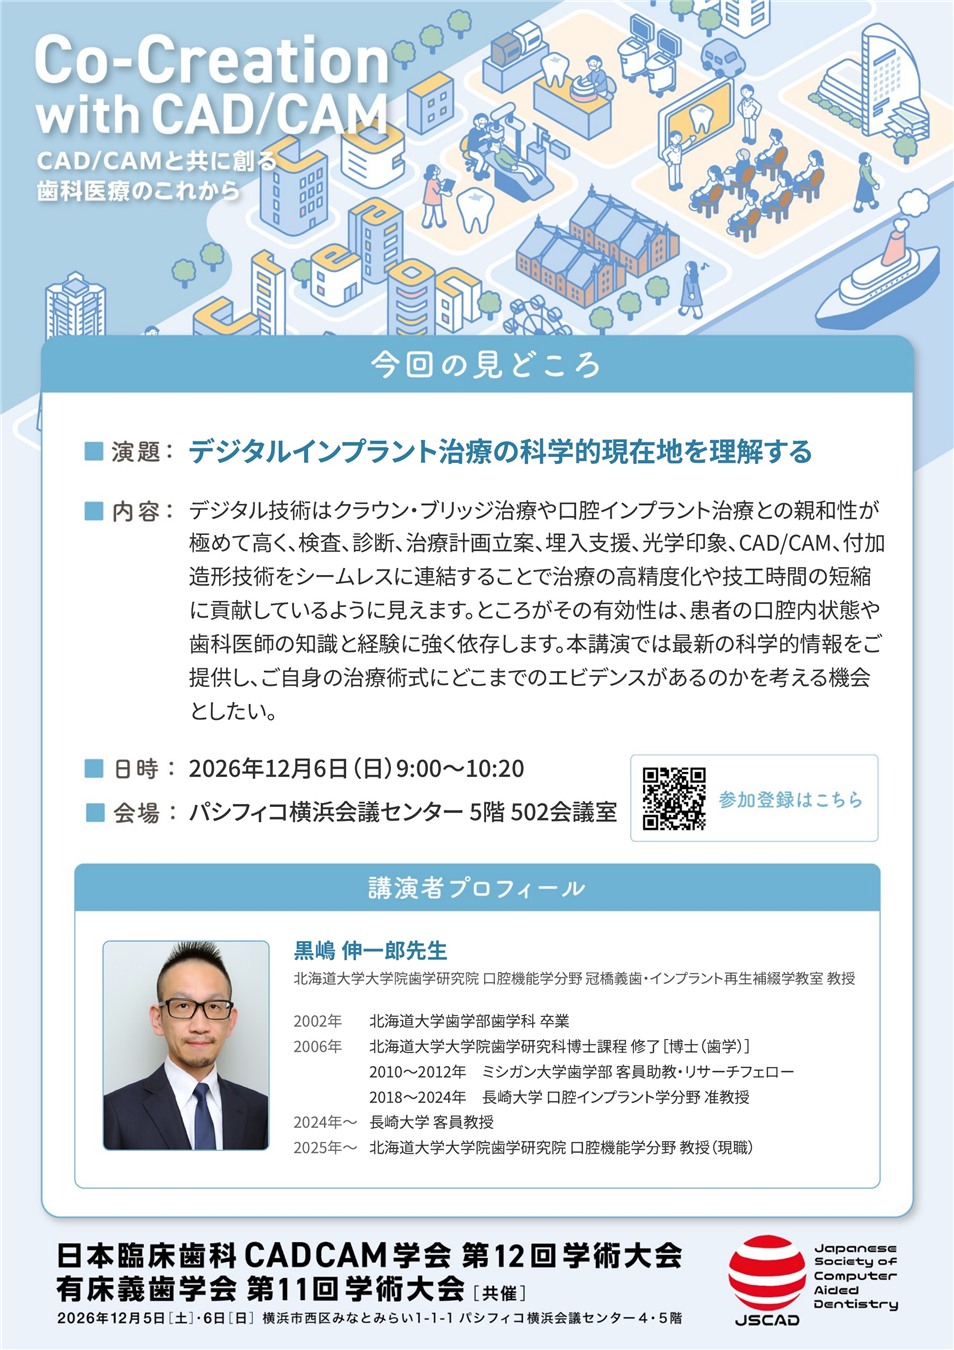 Co-Creation
with CAD/CAM
CAD/CAMと共に創る
歯科医療のこれから
Future Creation
今回の見どころ
演題：デジタルインプラント治療の科学的現在地を理解する
内容：デジタル技術はクラウン・ブリッジ治療や口腔インプラント治療との親和性が
極めて高く、検査、診断、治療計画立案、埋入支援、光学印象、CAD/CAM、付加
造形技術をシームレスに連結することで治療の高精度化や技工時間の短縮
に貢献しているように見えます。ところがその有効性は、患者の口腔内状態や
歯科医師の知識と経験に強く依存します。本講演では最新の科学的情報をご
提供し、ご自身の治療術式にどこまでのエビデンスがあるのかを考える機会
としたい。
日時：2026年12月6日（日）9:00～10:20
会場：パシフィコ横浜会議センター 5階 502会議室
参加登録はこちら
講演者プロフィール
黒嶋 伸一郎先生
北海道大学大学院歯学研究院 口腔機能学分野 冠橋義歯・インプラント再生補綴学教室 教授
2002年 北海道大学歯学部歯学科 卒業
2006年 北海道大学大学院歯学研究科博士課程 修了［博士（歯学）］
2010～2012年 ミシガン大学歯学部 客員助教・リサーチフェロー
2018～2024年 長崎大学 口腔インプラント学分野 准教授
2024年～ 長崎大学 客員教授
2025年～ 北海道大学大学院歯学研究院 口腔機能学分野 教授（現職）
日本臨床歯科CADCAM学会 第12回学術大会
有床義歯学会 第11回学術大会［共催］
2026年12月5日［土］・6日［日］ 横浜市西区みなとみらい1-1-1 パシフィコ横浜会議センター4・5階
JSCAD
Japanese
Society of
Computer
Aided
Dentistry